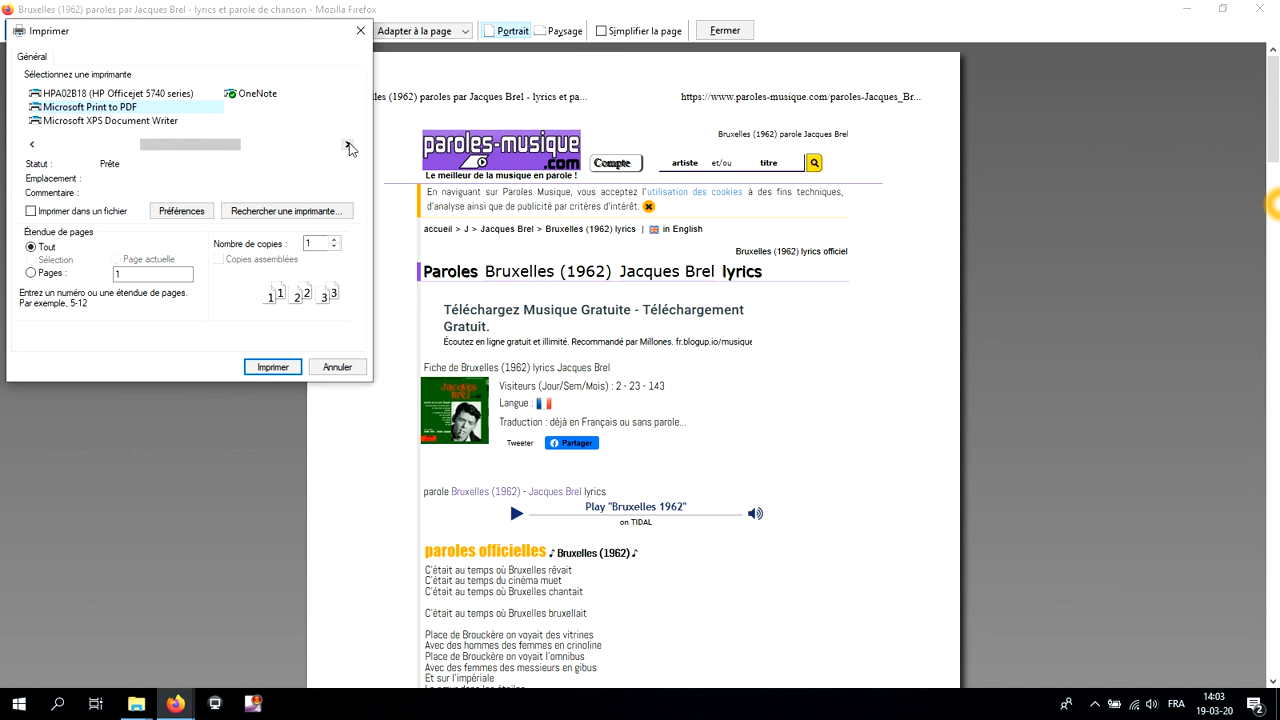 Bruxelles (1962) paroles par Jacques Brel - lyrics et parole de chanson - Mozilla Firefox
Imprimer
Adapter à la page
Portrait
Paysage
Simplifier la page
Fermer
Général
Sélectionnez une imprimante
HPA02B18 (HP Officejet 5740 series)
OneNote
Microsoft Print to PDF
Microsoft XPS Document Writer
Statut : Prête
Emplacement :
Commentaire :
Imprimer dans un fichier
Préférences
Rechercher une imprimante...
Étendue de pages
Tout
Sélection
Page actuelle
Pages :
1
Entrez un numéro ou une étendue de pages.
Par exemple, 5-12
Nombre de copies :
1
Copies assemblées
1 1 2 2 3 3
Imprimer
Annuler
(1962) paroles par Jacques Brel - lyrics et pa...
https://www.paroles-musique.com/paroles-Jacques_Br...
paroles-musique
.com
Le meilleur de la musique en parole !
Compte
Bruxelles (1962) parole Jacques Brel
artiste et/ou titre
En naviguant sur Paroles Musique, vous acceptez l'utilisation des cookies à des fins techniques,
d'analyse ainsi que de publicité par critères d'intérêt.
accueil > J > Jacques Brel > Bruxelles (1962) lyrics | in English
Bruxelles (1962) lyrics officiel
Paroles Bruxelles (1962) Jacques Brel lyrics
Téléchargez Musique Gratuite - Téléchargement
Gratuit.
Écoutez en ligne gratuit et illimité. Recommandé par Millones. fr.blogup.io/musique
Fiche de Bruxelles (1962) lyrics Jacques Brel
Jacques
Brel
Visiteurs (Jour/Sem/Mois) : 2 - 23 - 143
Langue :
Traduction : déjà en Français ou sans parole...
Tweeter
Partager
parole Bruxelles (1962) - Jacques Brel lyrics
Play "Bruxelles 1962"
on TIDAL
paroles officielles ♪ Bruxelles (1962) ♪
C'était au temps où Bruxelles rêvait
C'était au temps du cinéma muet
C'était au temps où Bruxelles chantait
C'était au temps où Bruxelles bruxellait
Place de Brouckère on voyait des vitrines
Avec des hommes des femmes en crinoline
Place de Brouckère on voyait l'omnibus
Avec des femmes des messieurs en gibus
Et sur l'impériale
FRA
14:03
19-03-20
2